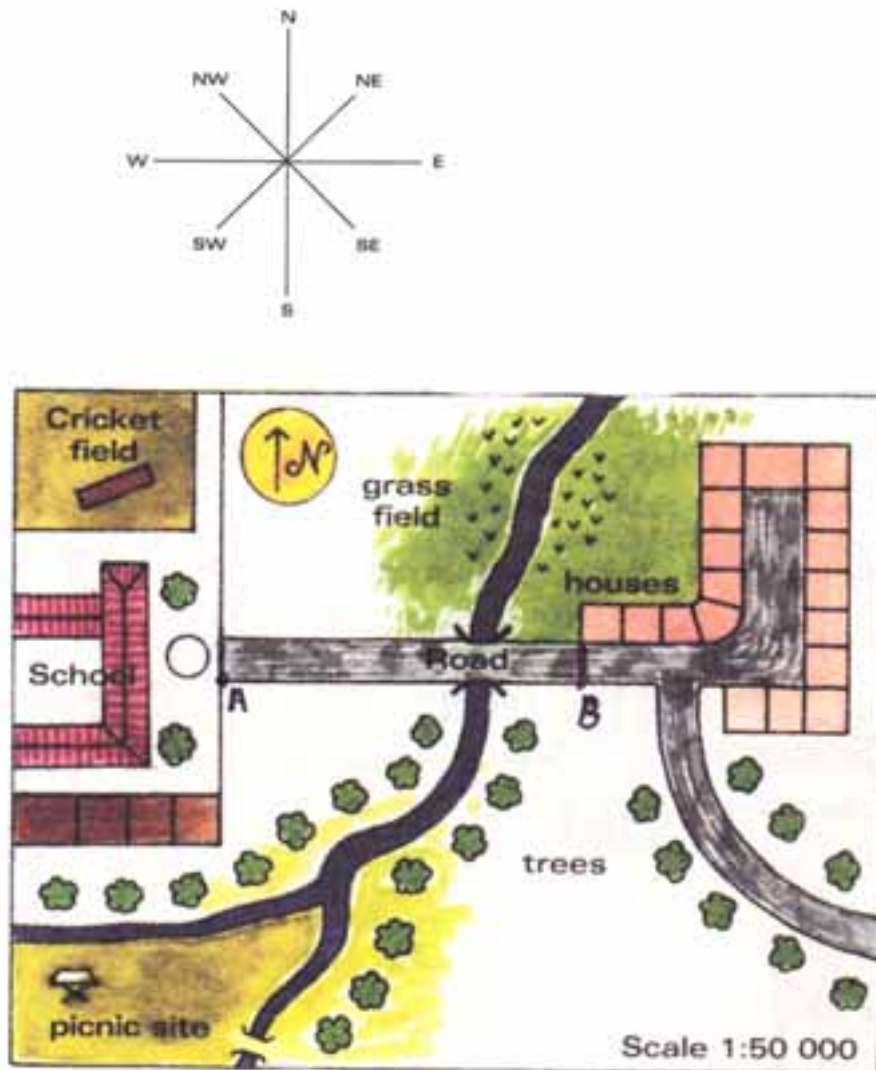 N
NW
NE
W
E
SW
SE
S
Cricket
field
N
grass
field
houses
School
Road
A
B
trees
picnic site
Scale 1:50 000